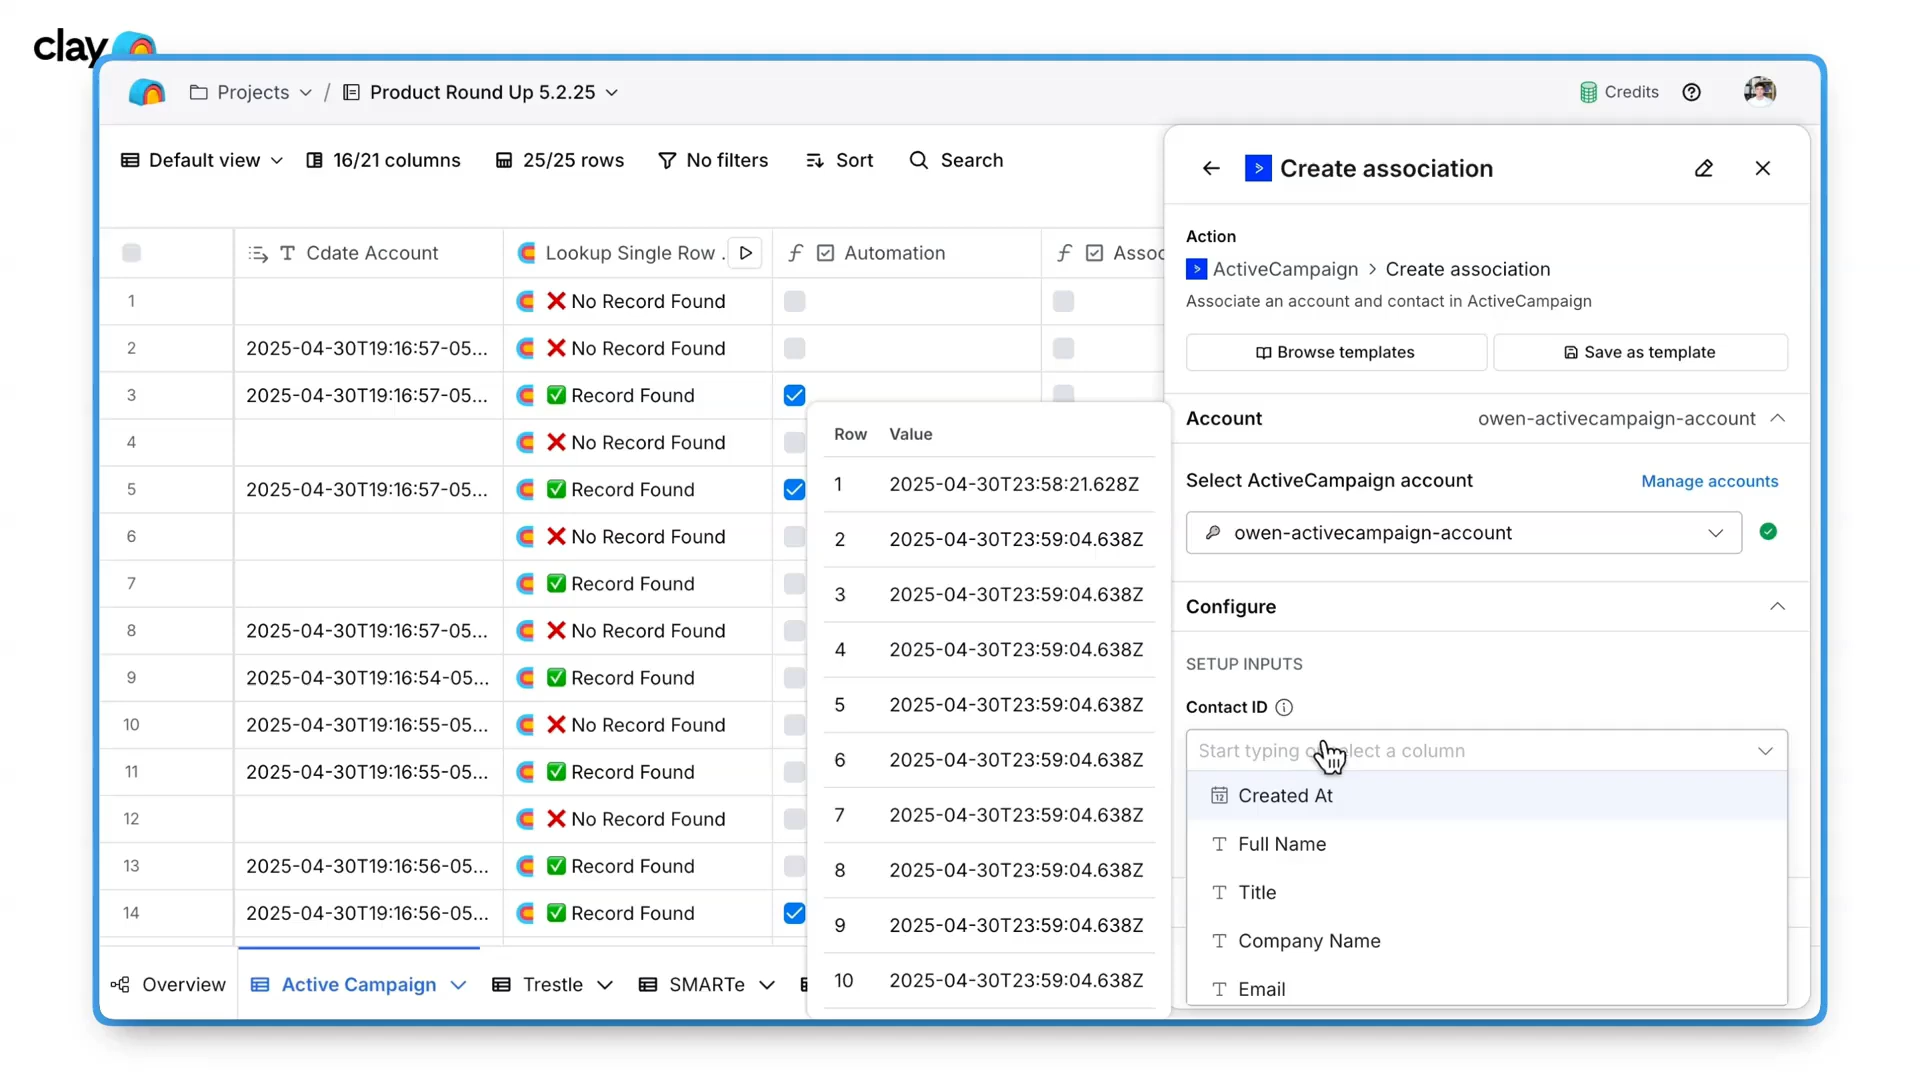 clay
Projects / Product Round Up 5.2.25
Credits
Default view
16/21 columns
25/25 rows
No filters
Sort
Search
Cdate Account
Lookup Single Row .
Automation
Assoc
1 No Record Found
2 2025-04-30T19:16:57-05... No Record Found
3 2025-04-30T19:16:57-05... Record Found
4 No Record Found
5 2025-04-30T19:16:57-05... Record Found
6 No Record Found
7 Record Found
8 2025-04-30T19:16:57-05... No Record Found
9 2025-04-30T19:16:54-05... Record Found
10 2025-04-30T19:16:55-05... No Record Found
11 2025-04-30T19:16:55-05... Record Found
12 No Record Found
13 2025-04-30T19:16:56-05... Record Found
14 2025-04-30T19:16:56-05... Record Found
Row Value
1 2025-04-30T23:58:21.628Z
2 2025-04-30T23:59:04.638Z
3 2025-04-30T23:59:04.638Z
4 2025-04-30T23:59:04.638Z
5 2025-04-30T23:59:04.638Z
6 2025-04-30T23:59:04.638Z
7 2025-04-30T23:59:04.638Z
8 2025-04-30T23:59:04.638Z
9 2025-04-30T23:59:04.638Z
10 2025-04-30T23:59:04.638Z
Create association
Action
ActiveCampaign > Create association
Associate an account and contact in ActiveCampaign
Browse templates
Save as template
Account
owen-activecampaign-account
Select ActiveCampaign account
Manage accounts
owen-activecampaign-account
Configure
SETUP INPUTS
Contact ID
Start typing select a column
Created At
Full Name
Title
Company Name
Email
Overview
Active Campaign
Trestle
SMARTe